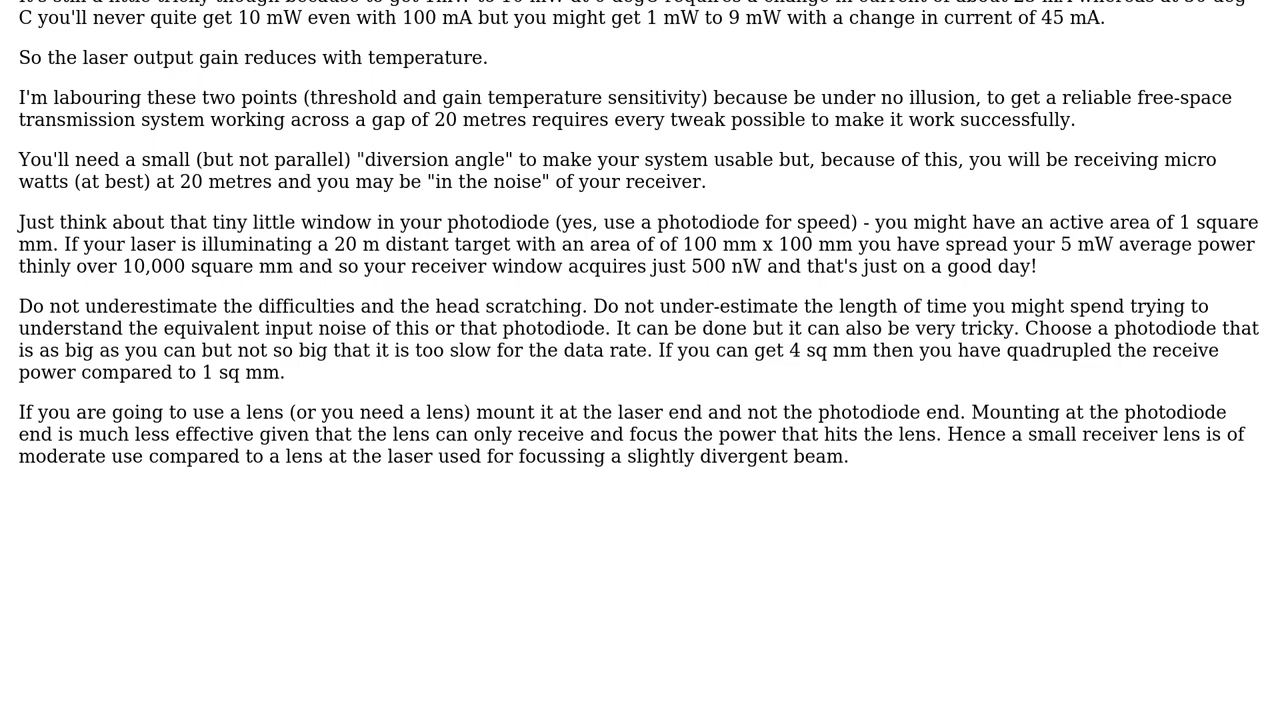 C you'll never quite get 10 mW even with 100 mA but you might get 1 mW to 9 mW with a change in current of 45 mA.
So the laser output gain reduces with temperature.
I'm labouring these two points (threshold and gain temperature sensitivity) because be under no illusion, to get a reliable free-space
transmission system working across a gap of 20 metres requires every tweak possible to make it work successfully.
You'll need a small (but not parallel) "diversion angle" to make your system usable but, because of this, you will be receiving micro
watts (at best) at 20 metres and you may be "in the noise" of your receiver.
Just think about that tiny little window in your photodiode (yes, use a photodiode for speed) - you might have an active area of 1 square
mm. If your laser is illuminating a 20 m distant target with an area of of 100 mm x 100 mm you have spread your 5 mW average power
thinly over 10,000 square mm and so your receiver window acquires just 500 nW and that's just on a good day!
Do not underestimate the difficulties and the head scratching. Do not under-estimate the length of time you might spend trying to
understand the equivalent input noise of this or that photodiode. It can be done but it can also be very tricky. Choose a photodiode that
is as big as you can but not so big that it is too slow for the data rate. If you can get 4 sq mm then you have quadrupled the receive
power compared to 1 sq mm.
If you are going to use a lens (or you need a lens) mount it at the laser end and not the photodiode end. Mounting at the photodiode
end is much less effective given that the lens can only receive and focus the power that hits the lens. Hence a small receiver lens is of
moderate use compared to a lens at the laser used for focussing a slightly divergent beam.